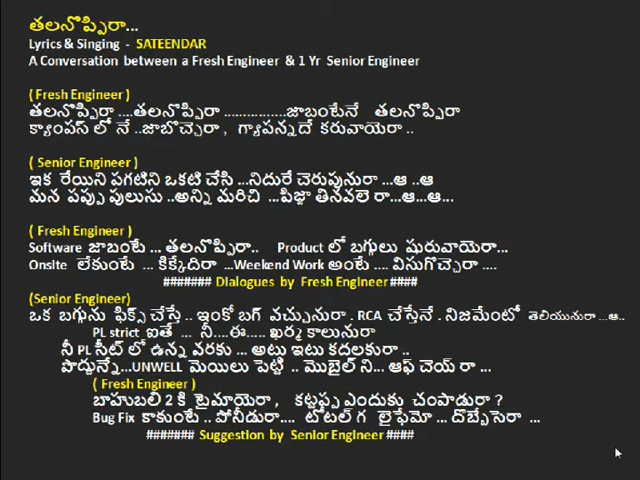 తలనొప్పిరా...
Lyrics & Singing - SATEENDAR
A Conversation between a Fresh Engineer & 1 Yr Senior Engineer
( Fresh Engineer )
తలనొప్పిరా ....తలనొప్పిరా ...............జాబంటేనే తలనొప్పిరా
క్యాంపస్ లో నే ..జాబొచ్చెరా , గ్యాపన్నదే కరువాయెరా ..
( Senior Engineer )
ఇక రేయిని పగటిని ఒకటి చేసి ...నిదురే చెరుపునురా ...ఆ ..ఆ
మన పప్పు పులుసు ..అన్ని మరిచి ...పిజ్జా తినవలె రా...ఆ...ఆ...
( Fresh Engineer )
Software జాబంటే ... తలనొప్పిరా.. Product లో బగ్గులు షురువాయెరా...
Onsite లేకుంటే ... కిక్కేదిరా ...Weekend Work అంటే .... విసుగొచ్చెరా ....
####### Dialogues by Fresh Engineer ####
(Senior Engineer)
ఒక బగ్గును ఫిక్స్ చేస్తే .. ఇంకో బగ్ వచ్చునురా . RCA చేస్తేనే . నిజమేంటో తెలియునురా ...ఆ..
PL strict ఐతే ... నీ....ఈ..... ఖర్మ కాలునురా
నీ PL సీట్ లో ఉన్న వరకు ... అటు ఇటు కదలకురా ..
పొద్దున్నే...UNWELL మెయిలు పెట్టి .. మొబైల్ ని... ఆఫ్ చెయ్ రా ...
( Fresh Engineer )
బాహుబలి 2 కి టైమాయెరా , కట్టప్ప ఎందుకు చంపాడురా ?
Bug Fix కాకుంటే .. పోనీడురా.... టోటల్ గ లైఫేమో ... దొబ్బేసెరా ...
####### Suggestion by Senior Engineer ####